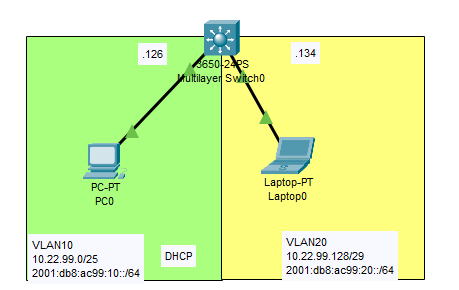 .126
.134
3650-24PS
Multilayer Switch0
PC-PT
PC0
Laptop-PT
Laptop0
VLAN10
10.22.99.0/25
2001:db8:ac99:10::/64
DHCP
VLAN20
10.22.99.128/29
2001:db8:ac99:20::/64